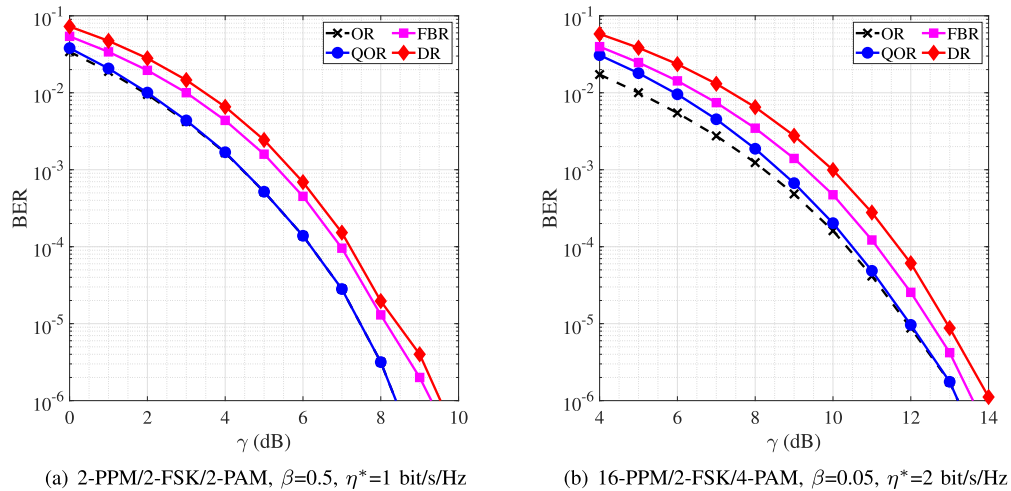 10^-1
10^-2
10^-3
10^-4
10^-5
10^-6
BER
0 2 4 6 8 10
γ (dB)
OR FBR
QOR DR
(a) 2-PPM/2-FSK/2-PAM, β=0.5, η*=1 bit/s/Hz
10^-1
10^-2
10^-3
10^-4
10^-5
10^-6
BER
4 6 8 10 12 14
γ (dB)
OR FBR
QOR DR
(b) 16-PPM/2-FSK/4-PAM, β=0.05, η*=2 bit/s/Hz